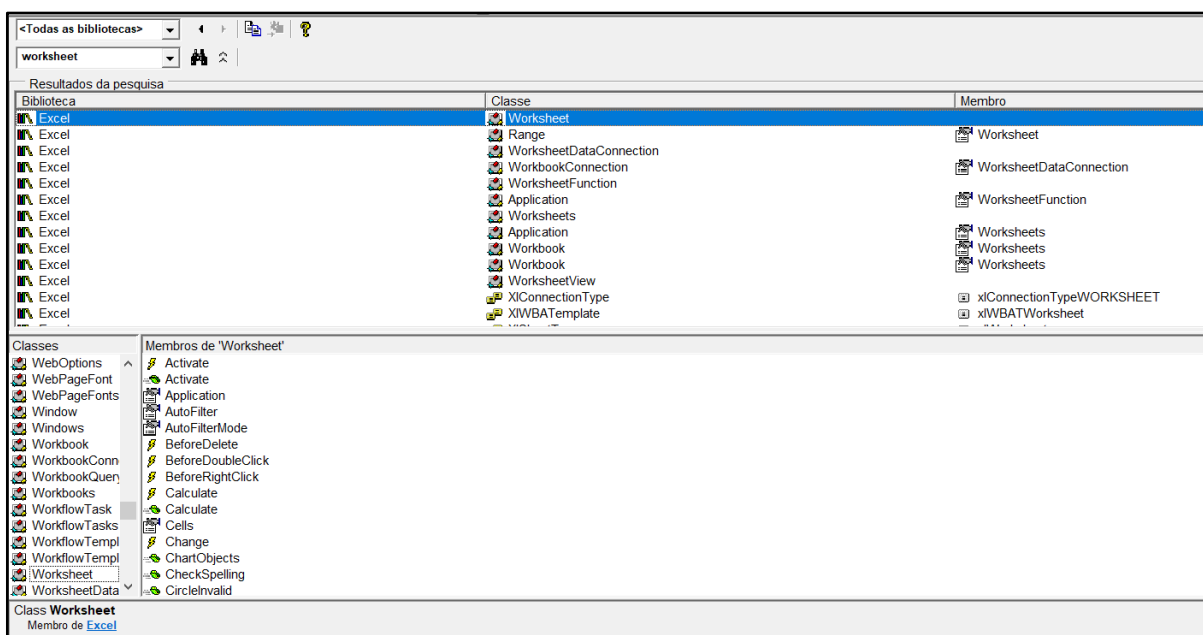 <Todas as bibliotecas>
worksheet
Resultados da pesquisa
Biblioteca Classe Membro
Excel Worksheet
Excel Range Worksheet
Excel WorksheetDataConnection
Excel WorkbookConnection WorksheetDataConnection
Excel WorksheetFunction
Excel Application WorksheetFunction
Excel Worksheets
Excel Application Worksheets
Excel Workbook Worksheets
Excel Workbook Worksheets
Excel WorksheetView
Excel XlConnectionType xlConnectionTypeWORKSHEET
Excel XlWBATemplate xlWBATWorksheet
Classes Membros de 'Worksheet'
WebOptions Activate
WebPageFont Activate
WebPageFonts Application
Window AutoFilter
Windows AutoFilterMode
Workbook BeforeDelete
WorkbookConn BeforeDoubleClick
WorkbookQuery BeforeRightClick
Workbooks Calculate
WorkflowTask Calculate
WorkflowTasks Cells
WorkflowTempl Change
WorkflowTempl ChartObjects
Worksheet CheckSpelling
WorksheetData CircleInvalid
Class Worksheet
Membro de Excel